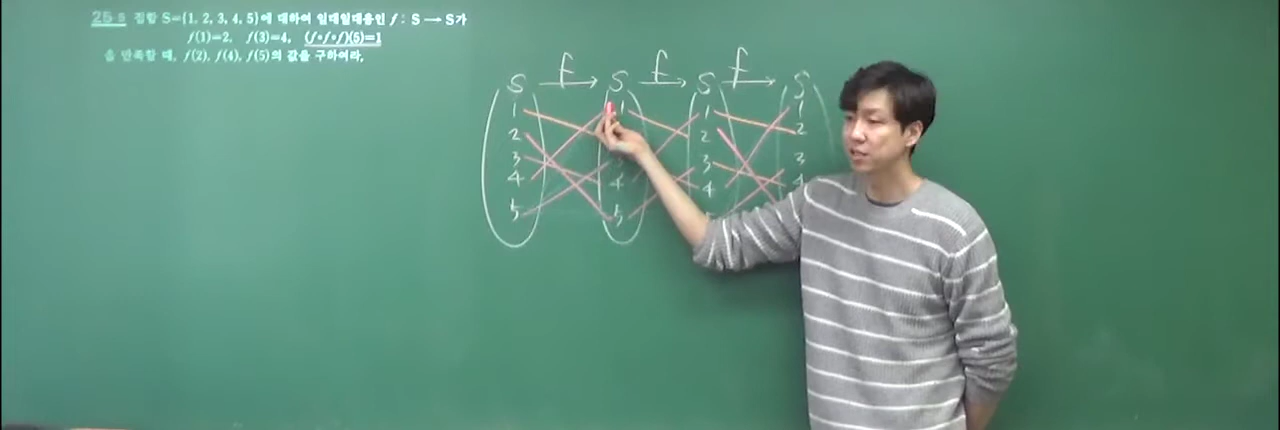 25-5 집합 S={1, 2, 3, 4, 5}에 대하여 일대일대응인 f : S → S가
f(1)=2, f(3)=4, (f∘f∘f)(5)=1
을 만족할 때, f(2), f(4), f(5)의 값을 구하여라.
S f S f S f S
1 1 1 1
2 2 2
3 3 3 3
4 4 4 4
5 5